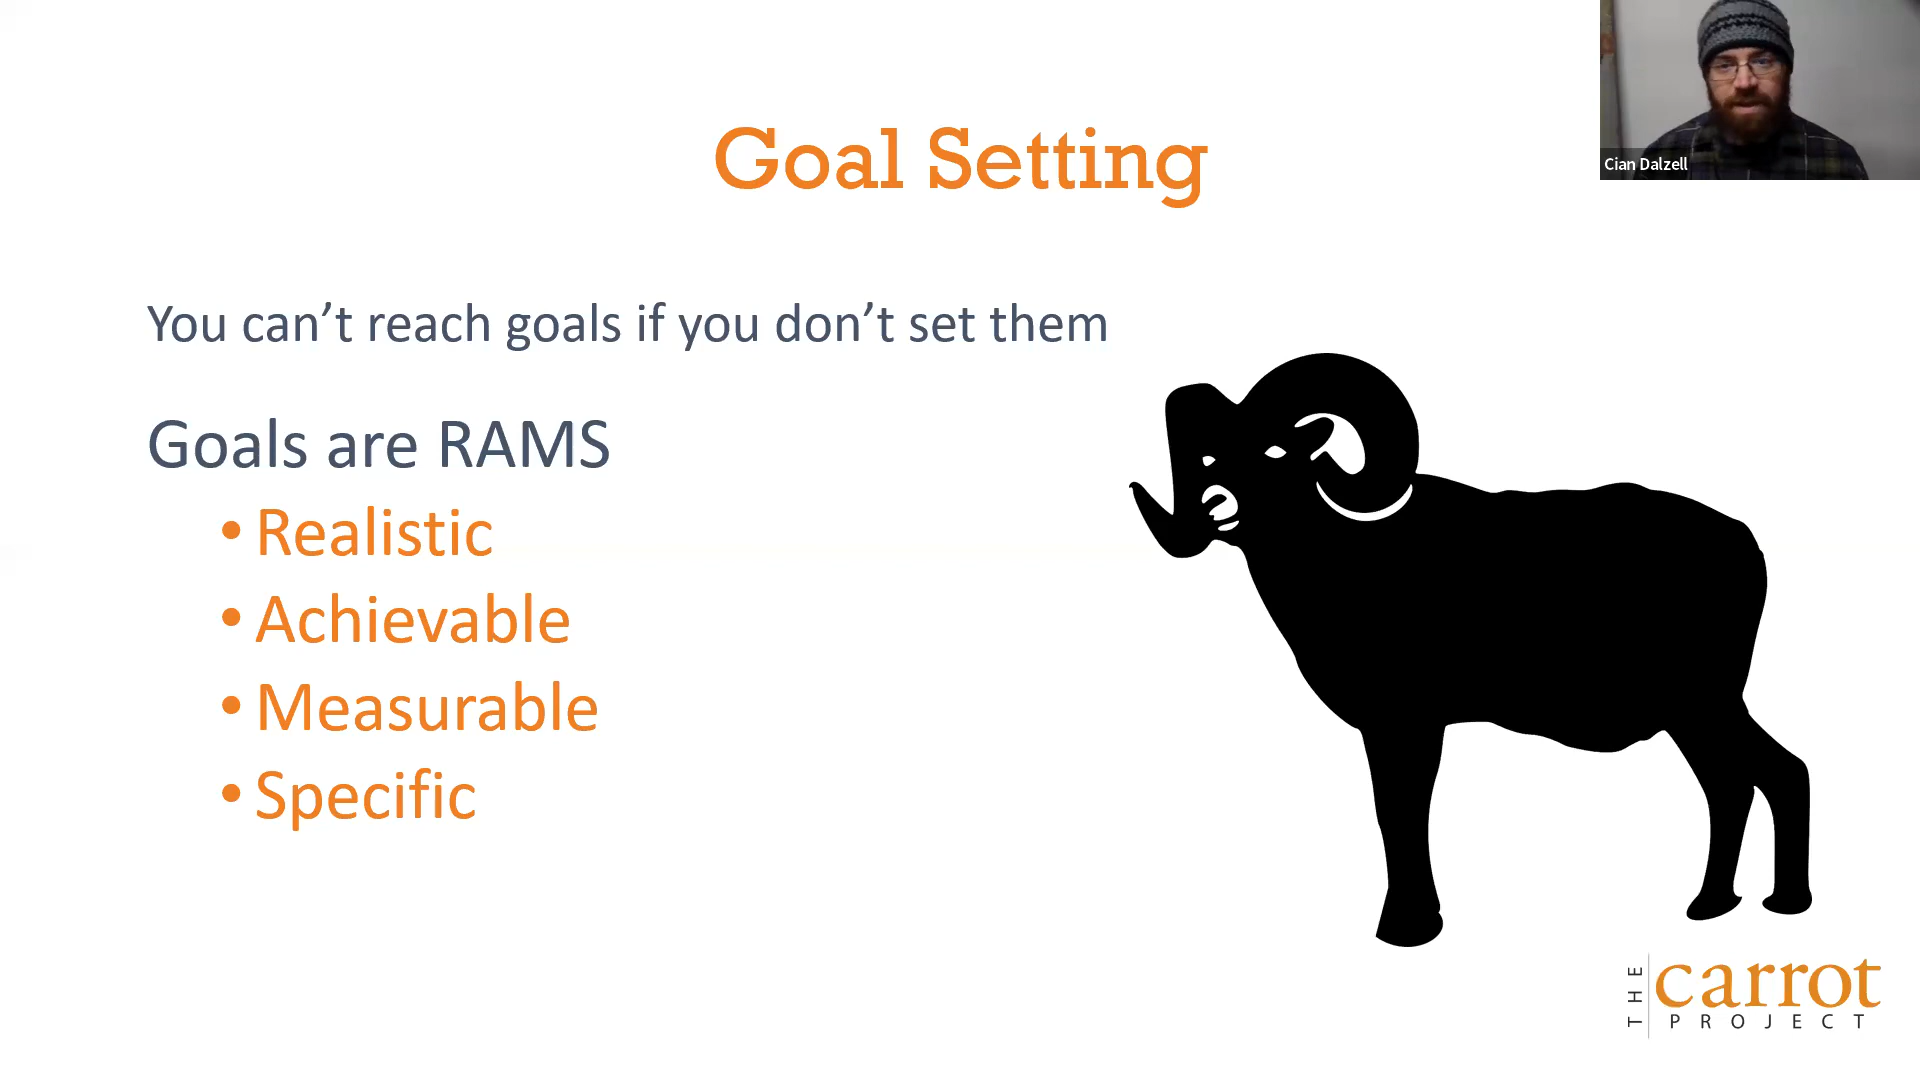 Cian Dalzell
Goal Setting
You can’t reach goals if you don’t set them
Goals are RAMS
• Realistic
• Achievable
• Measurable
• Specific
THE
carrot
PROJECT